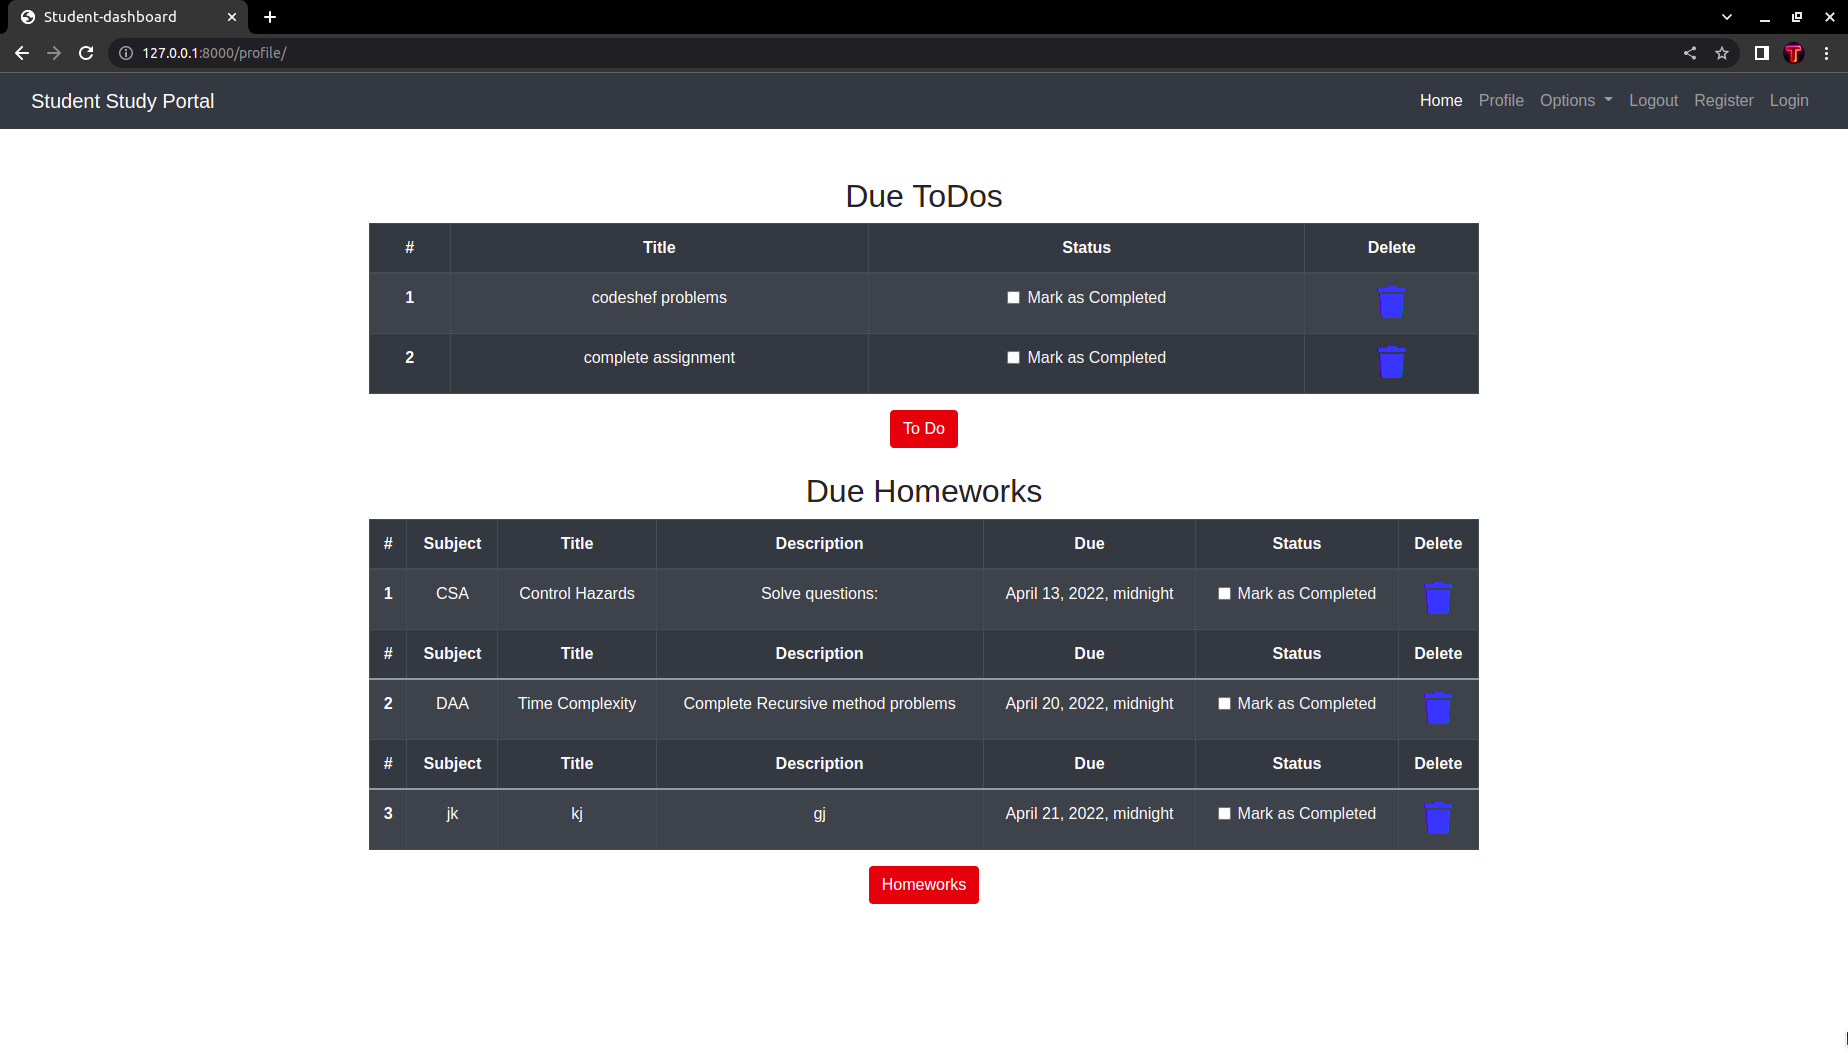 Student-dashboard
127.0.0.1:8000/profile/
Student Study Portal Home Profile Options Logout Register Login
Due ToDos
# Title Status Delete
1 codeshef problems Mark as Completed
2 complete assignment Mark as Completed
To Do
Due Homeworks
# Subject Title Description Due Status Delete
1 CSA Control Hazards Solve questions: April 13, 2022, midnight Mark as Completed
# Subject Title Description Due Status Delete
2 DAA Time Complexity Complete Recursive method problems April 20, 2022, midnight Mark as Completed
# Subject Title Description Due Status Delete
3 jk kj gj April 21, 2022, midnight Mark as Completed
Homeworks